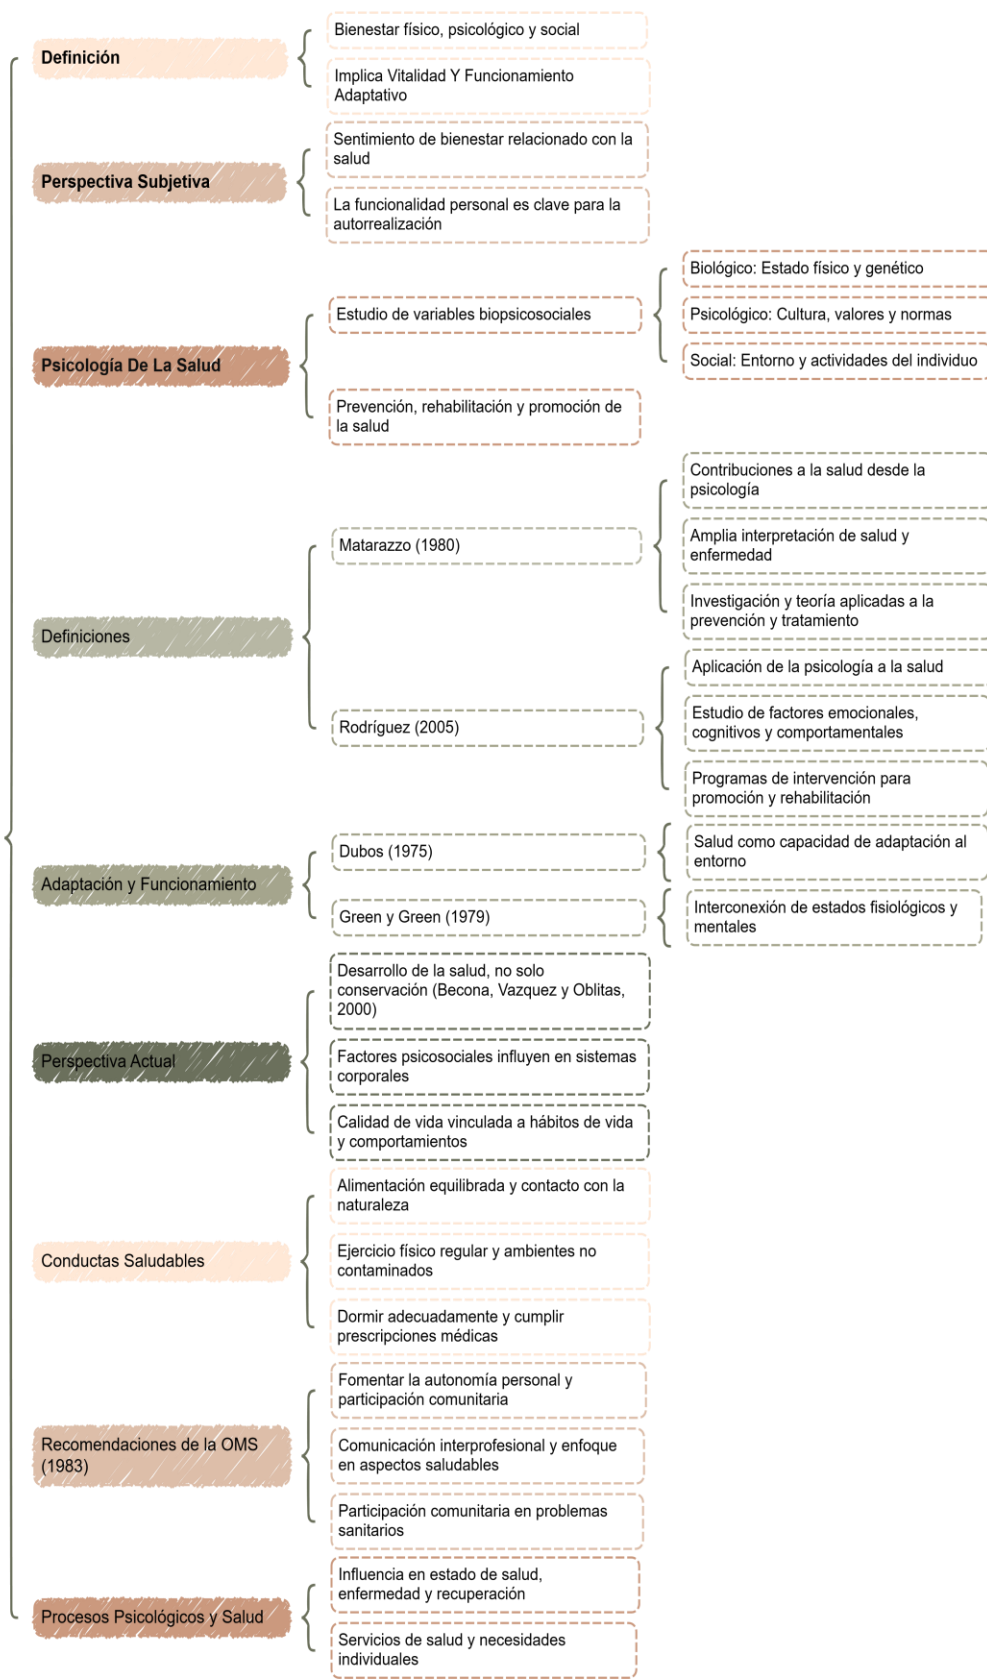 Definición
Bienestar físico, psicológico y social
Implica Vitalidad Y Funcionamiento
Adaptativo
Perspectiva Subjetiva
Sentimiento de bienestar relacionado con la
salud
La funcionalidad personal es clave para la
autorrealización
Psicología De La Salud
Estudio de variables biopsicosociales
Biológico: Estado físico y genético
Psicológico: Cultura, valores y normas
Social: Entorno y actividades del individuo
Prevención, rehabilitación y promoción de
la salud
Definiciones
Matarazzo (1980)
Contribuciones a la salud desde la
psicología
Amplia interpretación de salud y
enfermedad
Investigación y teoría aplicadas a la
prevención y tratamiento
Rodríguez (2005)
Aplicación de la psicología a la salud
Estudio de factores emocionales,
cognitivos y comportamentales
Programas de intervención para
promoción y rehabilitación
Adaptación y Funcionamiento
Dubos (1975)
Salud como capacidad de adaptación al
entorno
Green y Green (1979)
Interconexión de estados fisiológicos y
mentales
Perspectiva Actual
Desarrollo de la salud, no solo
conservación (Becona, Vazquez y Oblitas,
2000)
Factores psicosociales influyen en sistemas
corporales
Calidad de vida vinculada a hábitos de vida
y comportamientos
Conductas Saludables
Alimentación equilibrada y contacto con la
naturaleza
Ejercicio físico regular y ambientes no
contaminados
Dormir adecuadamente y cumplir
prescripciones médicas
Recomendaciones de la OMS
(1983)
Fomentar la autonomía personal y
participación comunitaria
Comunicación interprofesional y enfoque
en aspectos saludables
Participación comunitaria en problemas
sanitarios
Procesos Psicológicos y Salud
Influencia en estado de salud,
enfermedad y recuperación
Servicios de salud y necesidades
individuales